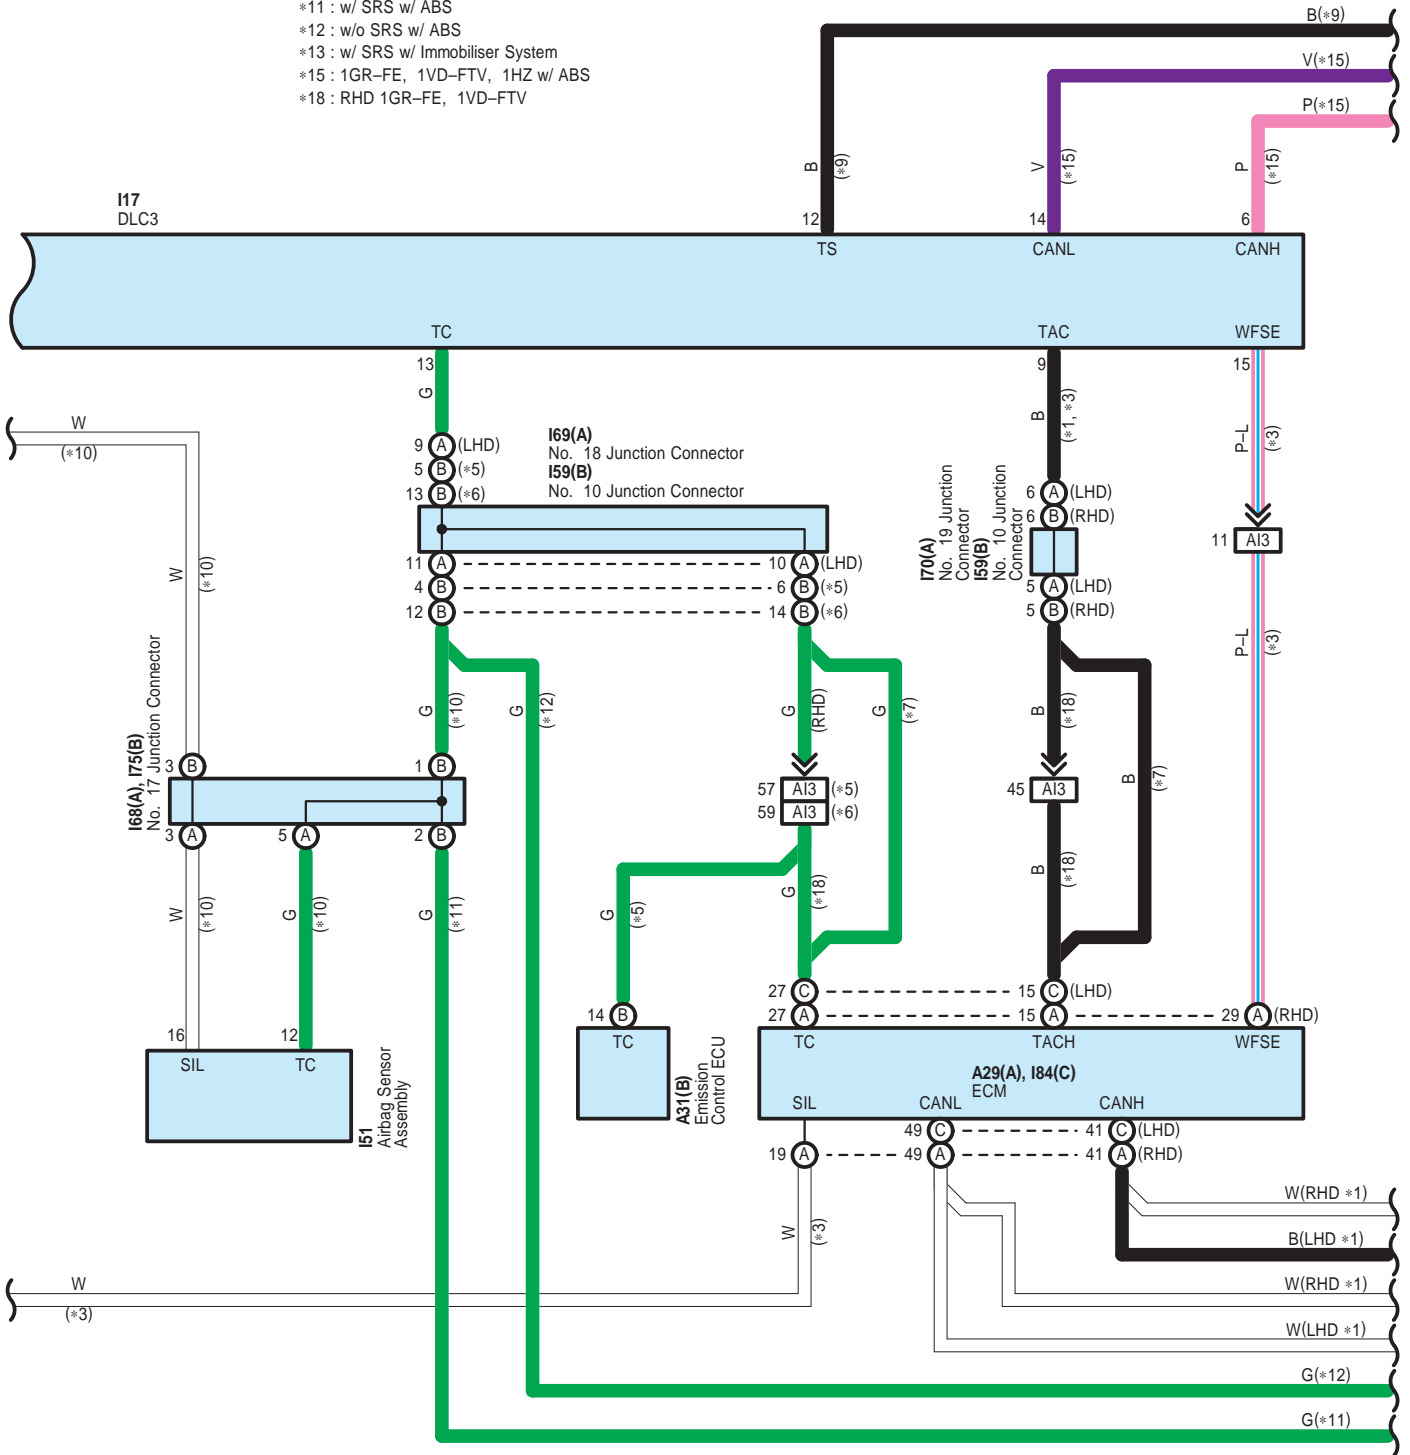 ∗11 : w/ SRS w/ ABS
∗12 : w/o SRS w/ ABS
∗13 : w/ SRS w/ Immobiliser System
∗15 : 1GR–FE, 1VD–FTV, 1HZ w/ ABS
∗18 : RHD 1GR–FE, 1VD–FTV
B(∗9)
V(∗15)
P(∗15)
B
(∗9)
V
(∗15)
P
(∗15)
I17
DLC3
12
14
6
TS
CANL
CANH
TC
TAC
WFSE
13
9
15
G
B
(∗1, ∗3)
P–L
(∗3)
W
(∗10)
9 A (LHD)
5 B (∗5)
13 B (∗6)
I69(A)
No. 18 Junction Connector
I59(B)
No. 10 Junction Connector
I70(A)
No. 19 Junction
Connector
I59(B)
No. 10 Junction
Connector
6 A (LHD)
6 B (RHD)
11 AI3
11 A
10 A (LHD)
4 B
6 B (∗5)
12 B
14 B (∗6)
5 A (LHD)
5 B (RHD)
W
(∗10)
P–L
(∗3)
G
(∗10)
G
(∗12)
G
(RHD)
G
(∗7)
B
(∗18)
B
(∗7)
I68(A), I75(B)
No. 17 Junction Connector
3 B
1 B
57 AI3 (∗5)
59 AI3 (∗6)
45 AI3
3 A
5 A
2 B
W
(∗10)
G
(∗10)
G
(∗11)
G
(∗5)
G
(∗18)
B
(∗18)
27 C
15 C (LHD)
14 B
27 A
15 A
29 A (RHD)
16
12
SIL
TC
I51
Airbag Sensor
Assembly
TC
A31(B)
Emission
Control ECU
TC
TACH
WFSE
A29(A), I84(C)
ECM
SIL
CANL
CANH
49 C
41 C (LHD)
19 A
49 A
41 A (RHD)
W
(∗3)
W(RHD ∗1)
B(LHD ∗1)
W
(∗3)
W(RHD ∗1)
W(LHD ∗1)
G(∗12)
G(∗11)